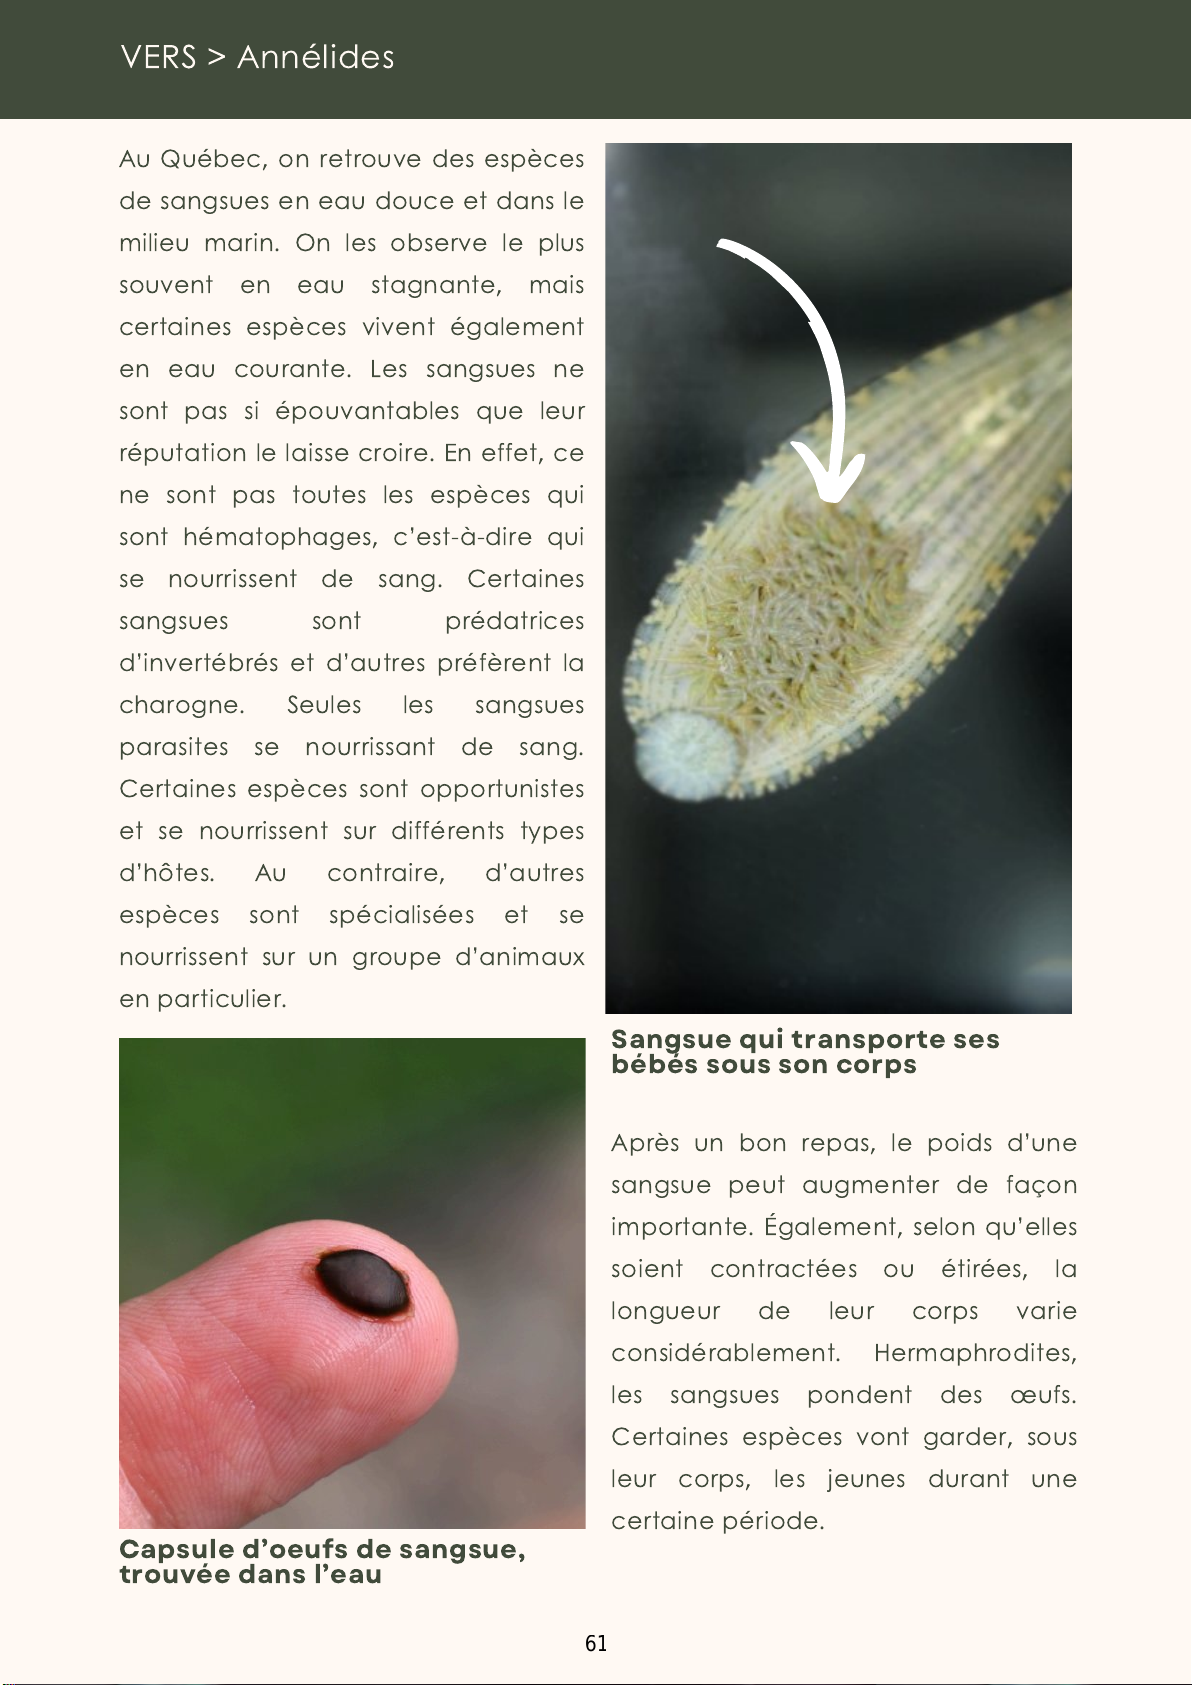 VERS > Annélides
Au Québec, on retrouve des espèces
de sangsues en eau douce et dans le
milieu marin. On les observe le plus
souvent en eau stagnante, mais
certaines espèces vivent également
en eau courante. Les sangsues ne
sont pas si épouvantables que leur
réputation le laisse croire. En effet, ce
ne sont pas toutes les espèces qui
sont hématophages, c'est-à-dire qui
se nourrissent de sang. Certaines
sangsues sont prédatrices
d'invertébrés et d'autres préfèrent la
charogne. Seules les sangsues
parasites se nourrissant de sang.
Certaines espèces sont opportunistes
et se nourrissent sur différents types
d'hôtes. Au contraire, d'autres
espèces sont spécialisées et se
nourrissent sur un groupe d'animaux
en particulier.
Capsule d'oeufs de sangsue,
trouvée dans l'eau
Sangsue qui transporte ses
bébés sous son corps
Après un bon repas, le poids d'une
sangsue peut augmenter de façon
importante. Également, selon qu'elles
soient contractées ou étirées, la
longueur de leur corps varie
considérablement. Hermaphrodites,
les sangsues pondent des œufs.
Certaines espèces vont garder, sous
leur corps, les jeunes durant une
certaine période.
61